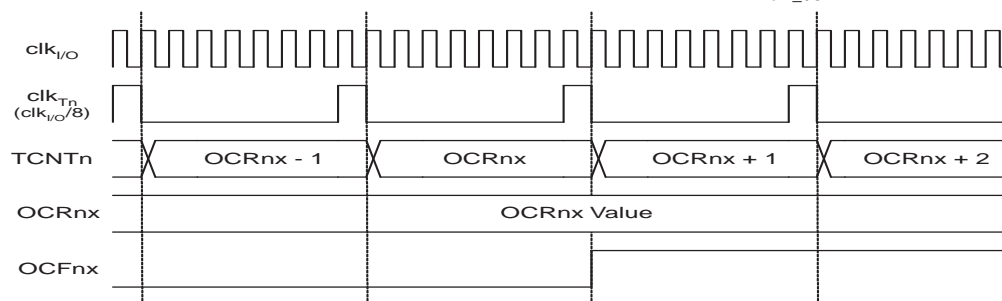 clkI/O
clkTn
(clkI/O/8)
TCNTn OCRnx - 1 OCRnx OCRnx + 1 OCRnx + 2
OCRnx OCRnx Value
OCFnx